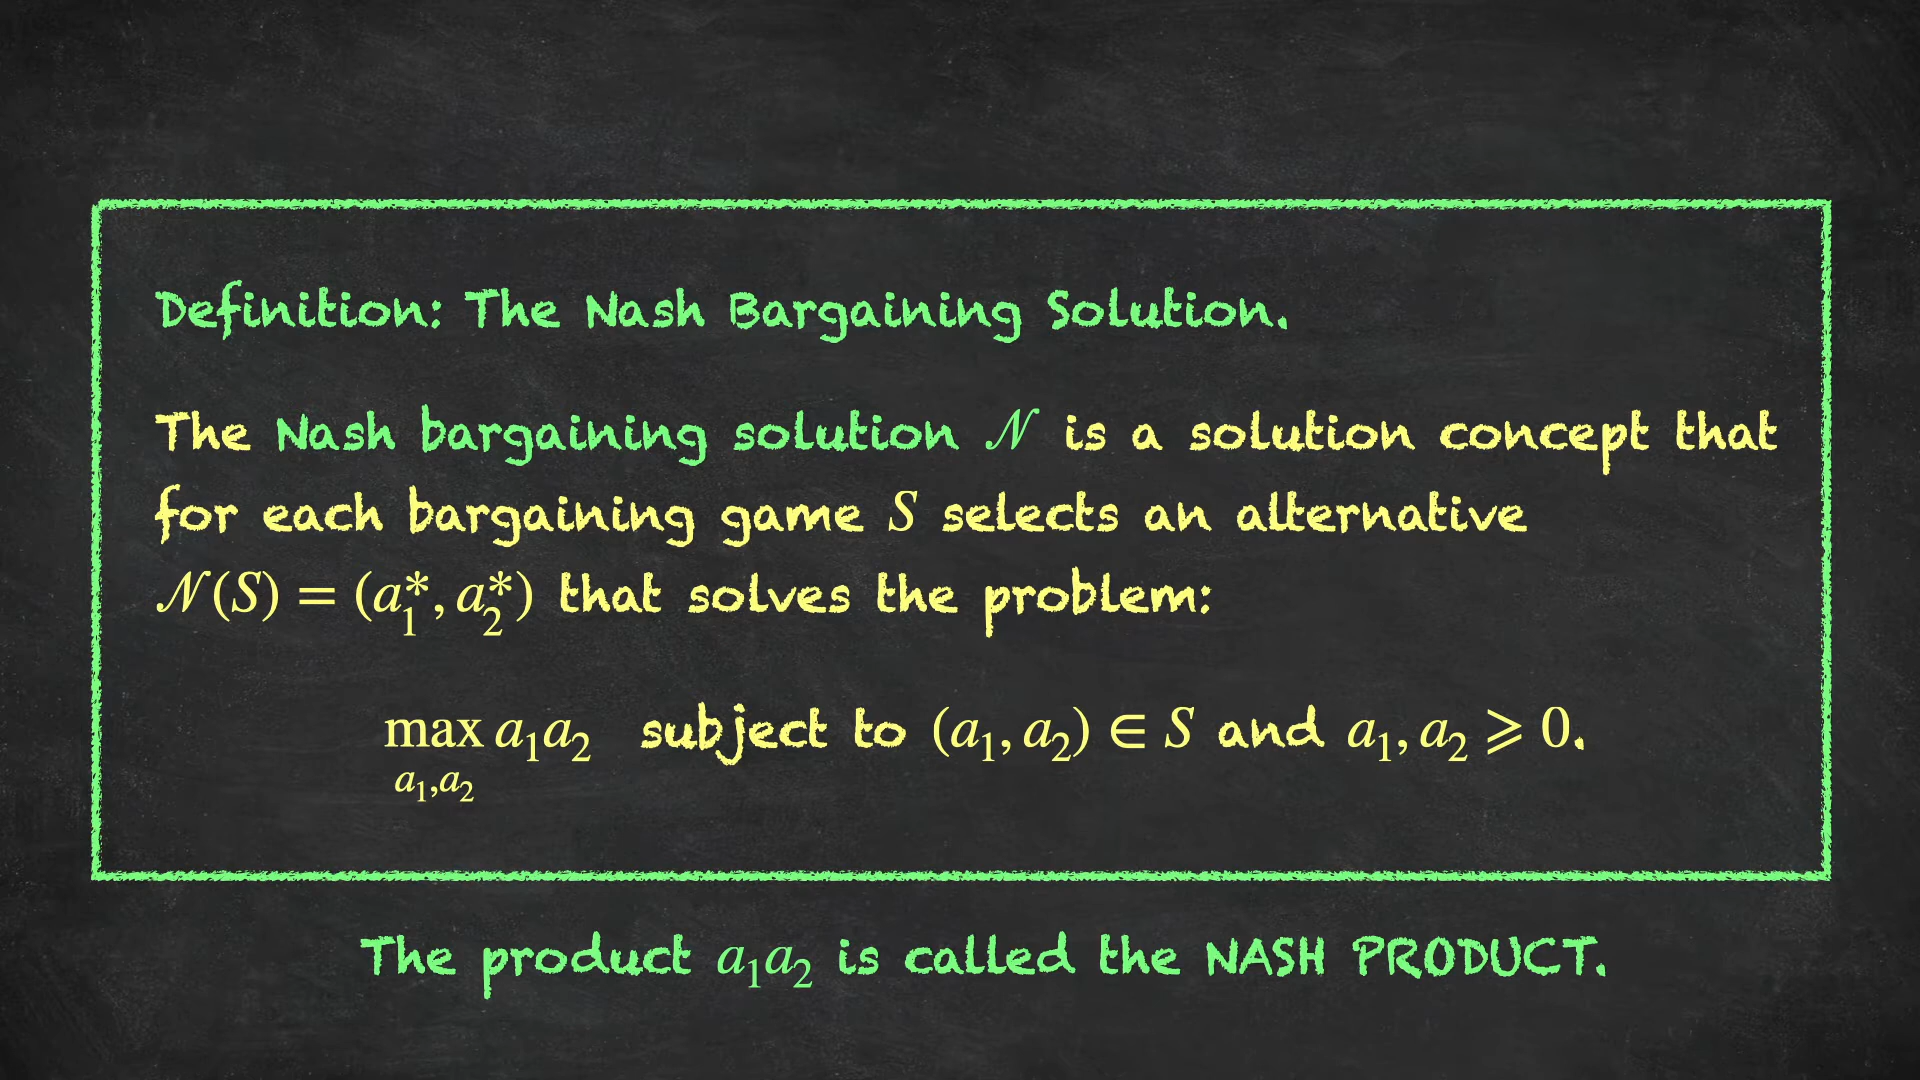 Definition: The Nash Bargaining Solution.
The Nash bargaining solution 𝒩 is a solution concept that
for each bargaining game S selects an alternative
𝒩(S) = (a₁*, a₂*) that solves the problem:
max a₁a₂ subject to (a₁, a₂) ∈ S and a₁, a₂ ⩾ 0.
a₁,a₂
The product a₁a₂ is called the NASH PRODUCT.